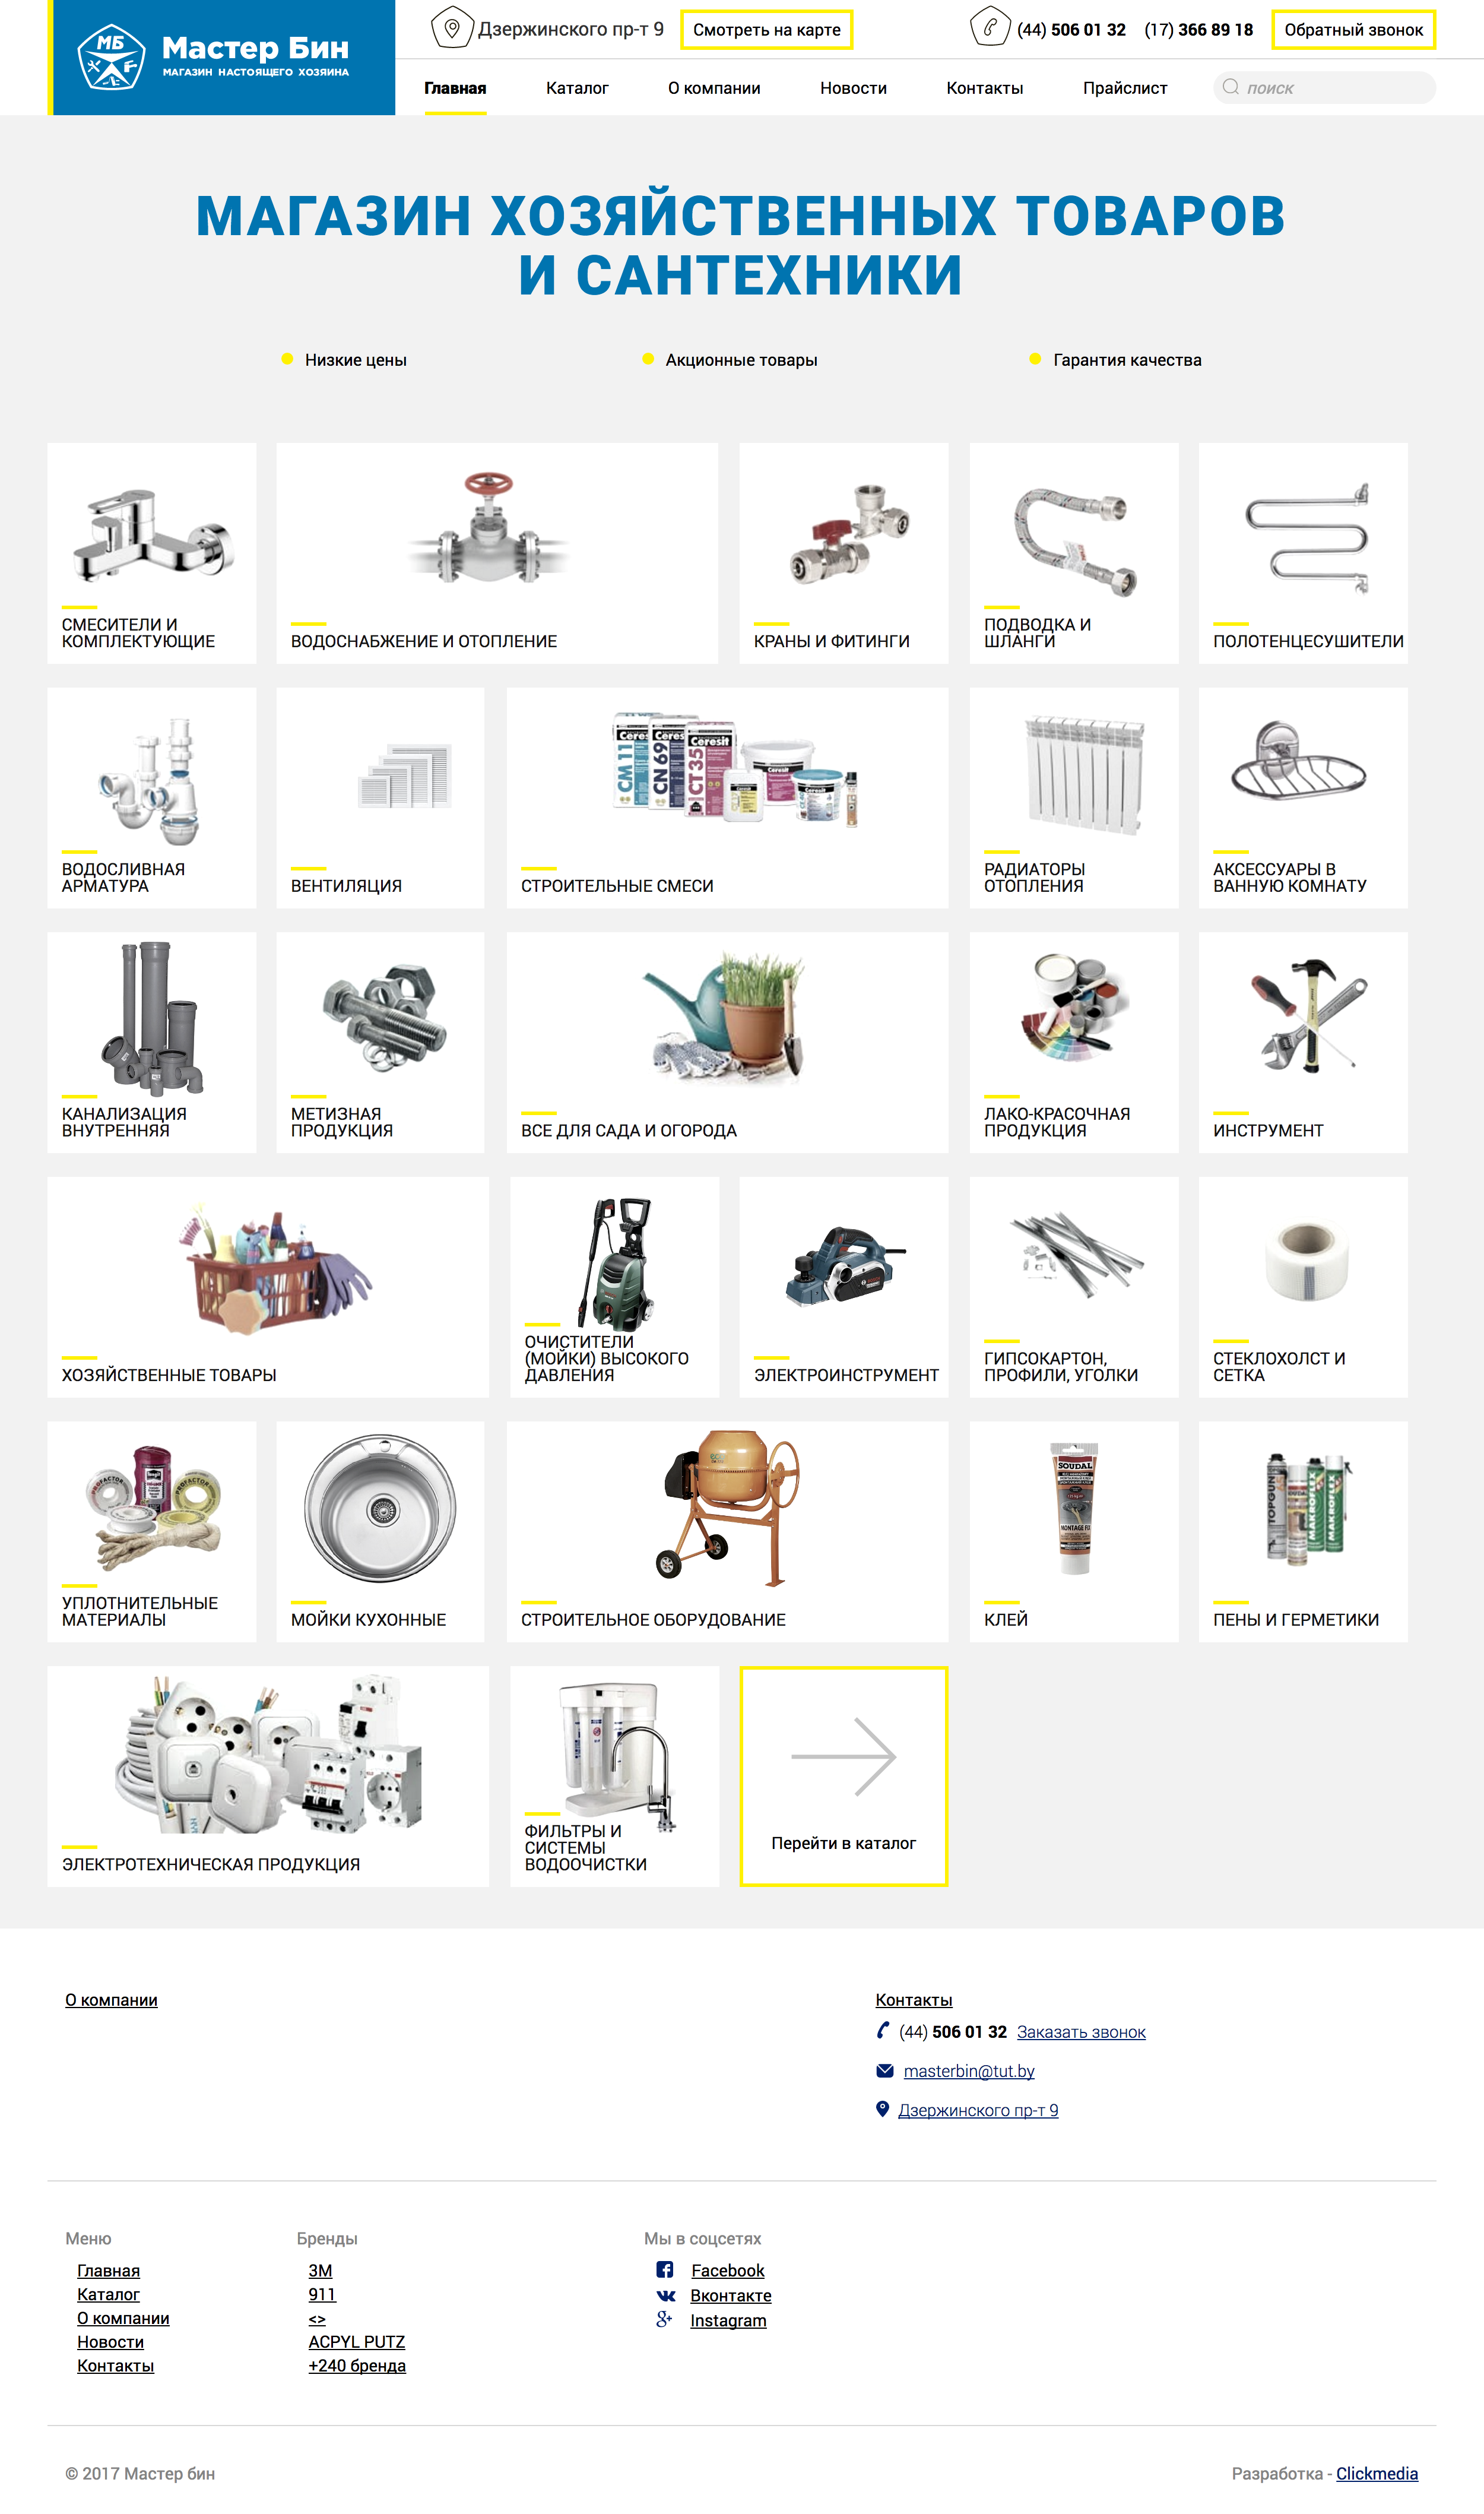 МБ
Мастер Бин
МАГАЗИН НАСТОЯЩЕГО ХОЗЯИНА
Дзержинского пр-т 9
Смотреть на карте
(44) 506 01 32
(17) 366 89 18
Обратный звонок
Главная
Каталог
О компании
Новости
Контакты
Прайслист
поиск
МАГАЗИН ХОЗЯЙСТВЕННЫХ ТОВАРОВ
И САНТЕХНИКИ
Низкие цены
Акционные товары
Гарантия качества
СМЕСИТЕЛИ И
КОМПЛЕКТУЮЩИЕ
ВОДОСНАБЖЕНИЕ И ОТОПЛЕНИЕ
КРАНЫ И ФИТИНГИ
ПОДВОДКА И
ШЛАНГИ
ПОЛОТЕНЦЕСУШИТЕЛИ
ВОДОСЛИВНАЯ
АРМАТУРА
ВЕНТИЛЯЦИЯ
Ceresit
CM 11
CN 69
CT 35
СТРОИТЕЛЬНЫЕ СМЕСИ
РАДИАТОРЫ
ОТОПЛЕНИЯ
АКСЕССУАРЫ В
ВАННУЮ КОМНАТУ
КАНАЛИЗАЦИЯ
ВНУТРЕННЯЯ
МЕТИЗНАЯ
ПРОДУКЦИЯ
ВСЕ ДЛЯ САДА И ОГОРОДА
ЛАКО-КРАСОЧНАЯ
ПРОДУКЦИЯ
ИНСТРУМЕНТ
ХОЗЯЙСТВЕННЫЕ ТОВАРЫ
ОЧИСТИТЕЛИ
(МОЙКИ) ВЫСОКОГО
ДАВЛЕНИЯ
ЭЛЕКТРОИНСТРУМЕНТ
ГИПСОКАРТОН,
ПРОФИЛИ, УГОЛКИ
СТЕКЛОХОЛСТ И
СЕТКА
PROFACTOR
УПЛОТНИТЕЛЬНЫЕ
МАТЕРИАЛЫ
МОЙКИ КУХОННЫЕ
СТРОИТЕЛЬНОЕ ОБОРУДОВАНИЕ
SOUDAL
MONTAGE FIX
КЛЕЙ
TOPGUN
MAKROFLEX
MAKROFLEX
ПЕНЫ И ГЕРМЕТИКИ
ЭЛЕКТРОТЕХНИЧЕСКАЯ ПРОДУКЦИЯ
ФИЛЬТРЫ И
СИСТЕМЫ
ВОДООЧИСТКИ
Перейти в каталог
О компании
Контакты
(44) 506 01 32 Заказать звонок
masterbin@tut.by
Дзержинского пр-т 9
Меню
Главная
Каталог
О компании
Новости
Контакты
Бренды
3M
911
<>
ACPYL PUTZ
+240 бренда
Мы в соцсетях
Facebook
Вконтакте
Instagram
© 2017 Мастер бин
Разработка - Clickmedia